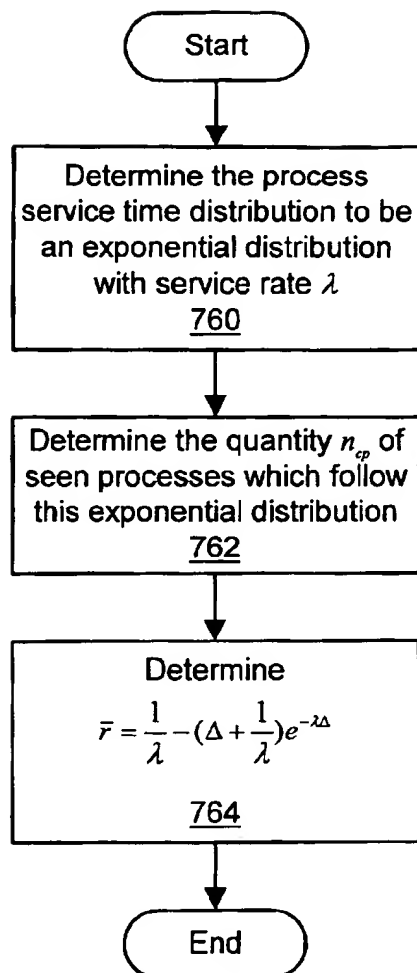 Start
Determine the process
service time distribution to be
an exponential distribution
with service rate λ
760
Determine the quantity n_cp of
seen processes which follow
this exponential distribution
762
Determine
r̄ = 1/λ − (Δ + 1/λ)e^{−λΔ}
764
End